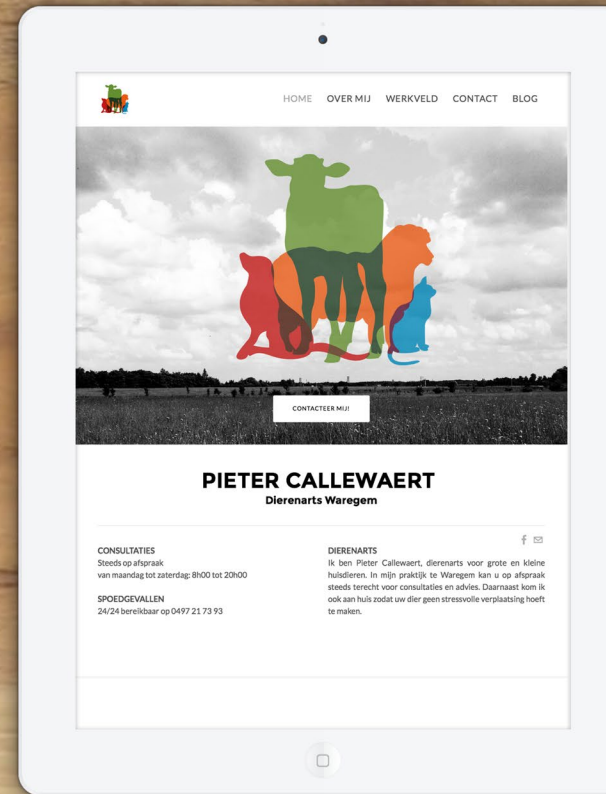 HOME OVER MIJ WERKVELD CONTACT BLOG
CONTACTEER MIJ!
PIETER CALLEWAERT
Dierenarts Waregem
CONSULTATIES
Steeds op afspraak
van maandag tot zaterdag: 8h00 tot 20h00
SPOEDGEVALLEN
24/24 bereikbaar op 0497 21 73 93
DIERENARTS
Ik ben Pieter Callewaert, dierenarts voor grote en kleine
huisdieren. In mijn praktijk te Waregem kan u op afspraak
steeds terecht voor consultaties en advies. Daarnaast kom ik
ook aan huis zodat uw dier geen stressvolle verplaatsing hoeft
te maken.